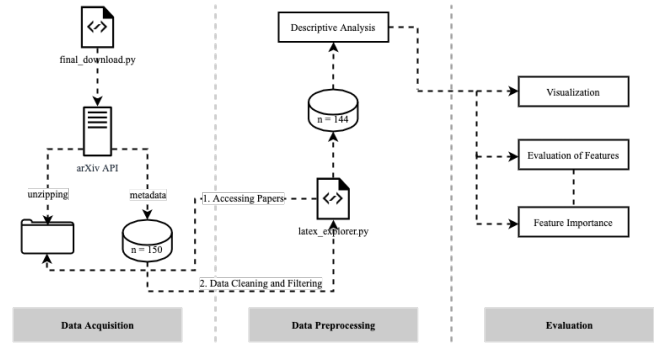 final_download.py
arXiv API
unzipping
metadata
n = 150
Data Acquisition
Descriptive Analysis
n = 144
1. Accessing Papers
latex_explorer.py
2. Data Cleaning and Filtering
Data Preprocessing
Visualization
Evaluation of Features
Feature Importance
Evaluation